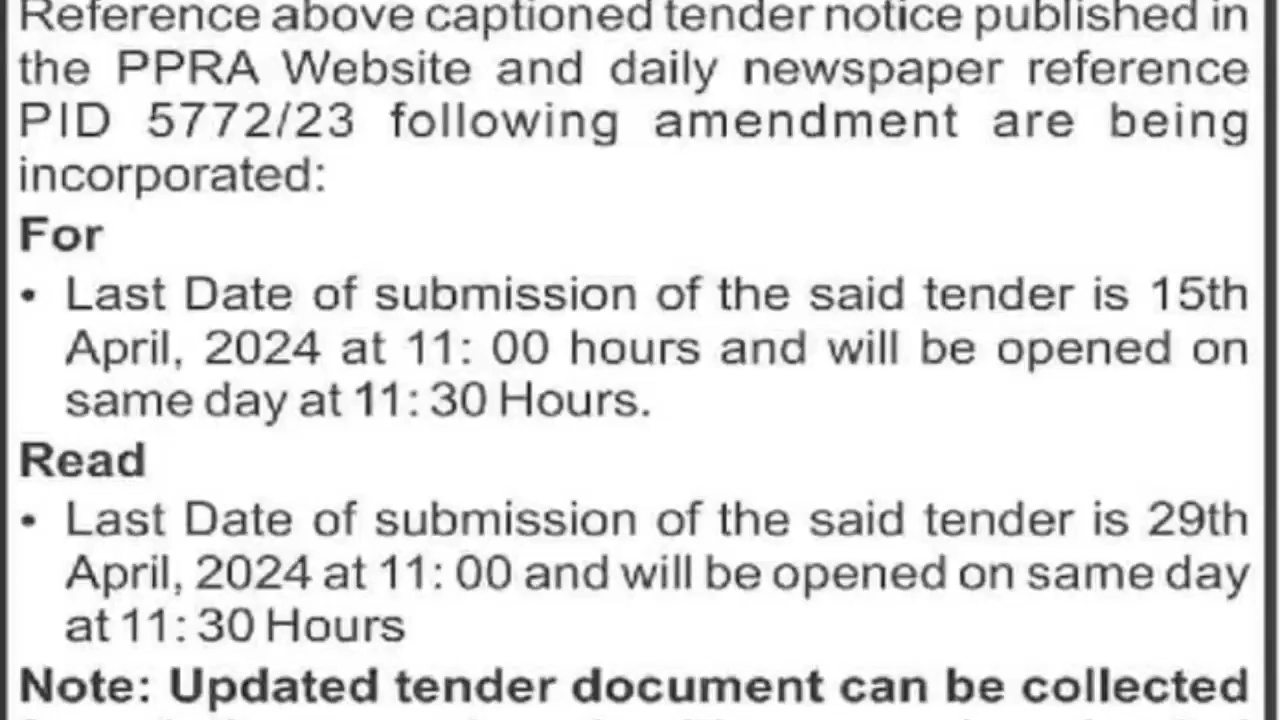 Reference above captioned tender notice published in
the PPRA Website and daily newspaper reference
PID 5772/23 following amendment are being
incorporated:
For
• Last Date of submission of the said tender is 15th
April, 2024 at 11: 00 hours and will be opened on
same day at 11: 30 Hours.
Read
• Last Date of submission of the said tender is 29th
April, 2024 at 11: 00 and will be opened on same day
at 11: 30 Hours
Note: Updated tender document can be collected